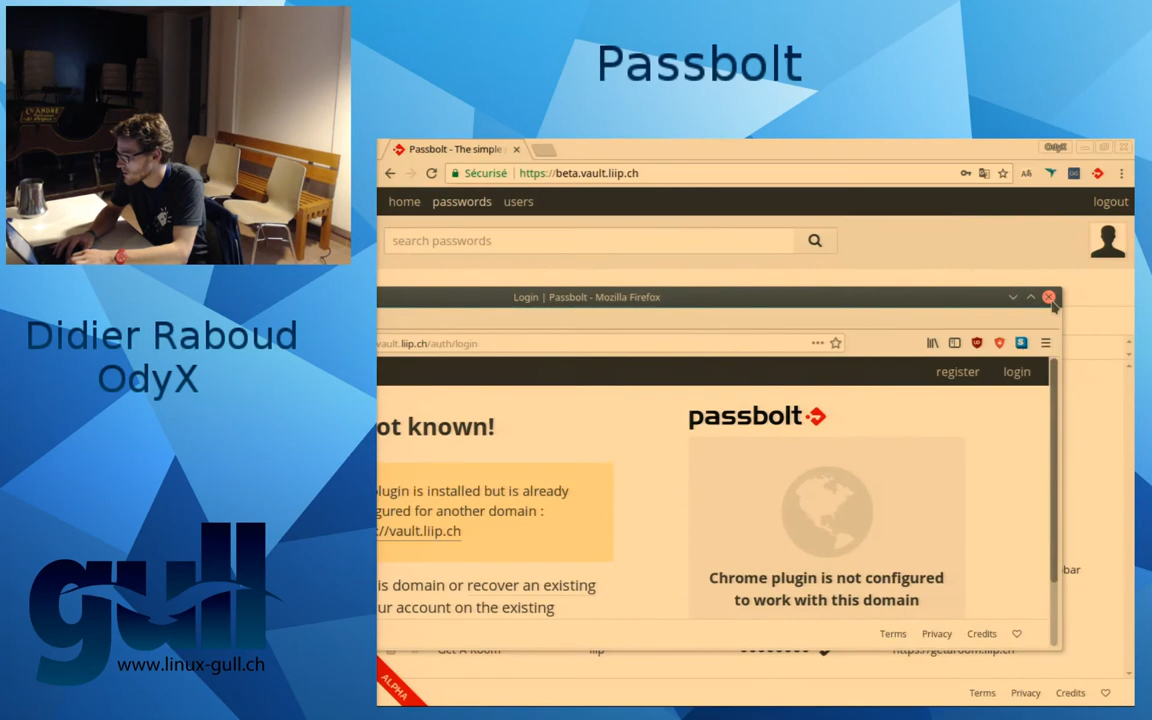 Passbolt
Didier Raboud
OdyX
gull
www.linux-gull.ch
Passbolt - The simple
OdyX
Sécurisé https://beta.vault.liip.ch
home passwords users logout
search passwords
Login | Passbolt - Mozilla Firefox
vault.liip.ch/auth/login
register login
ot known!
passbolt
plugin is installed but is already
gured for another domain :
://vault.liip.ch
is domain or recover an existing
ur account on the existing
Chrome plugin is not configured
to work with this domain
Terms Privacy Credits
bar
ALPHA
Terms Privacy Credits